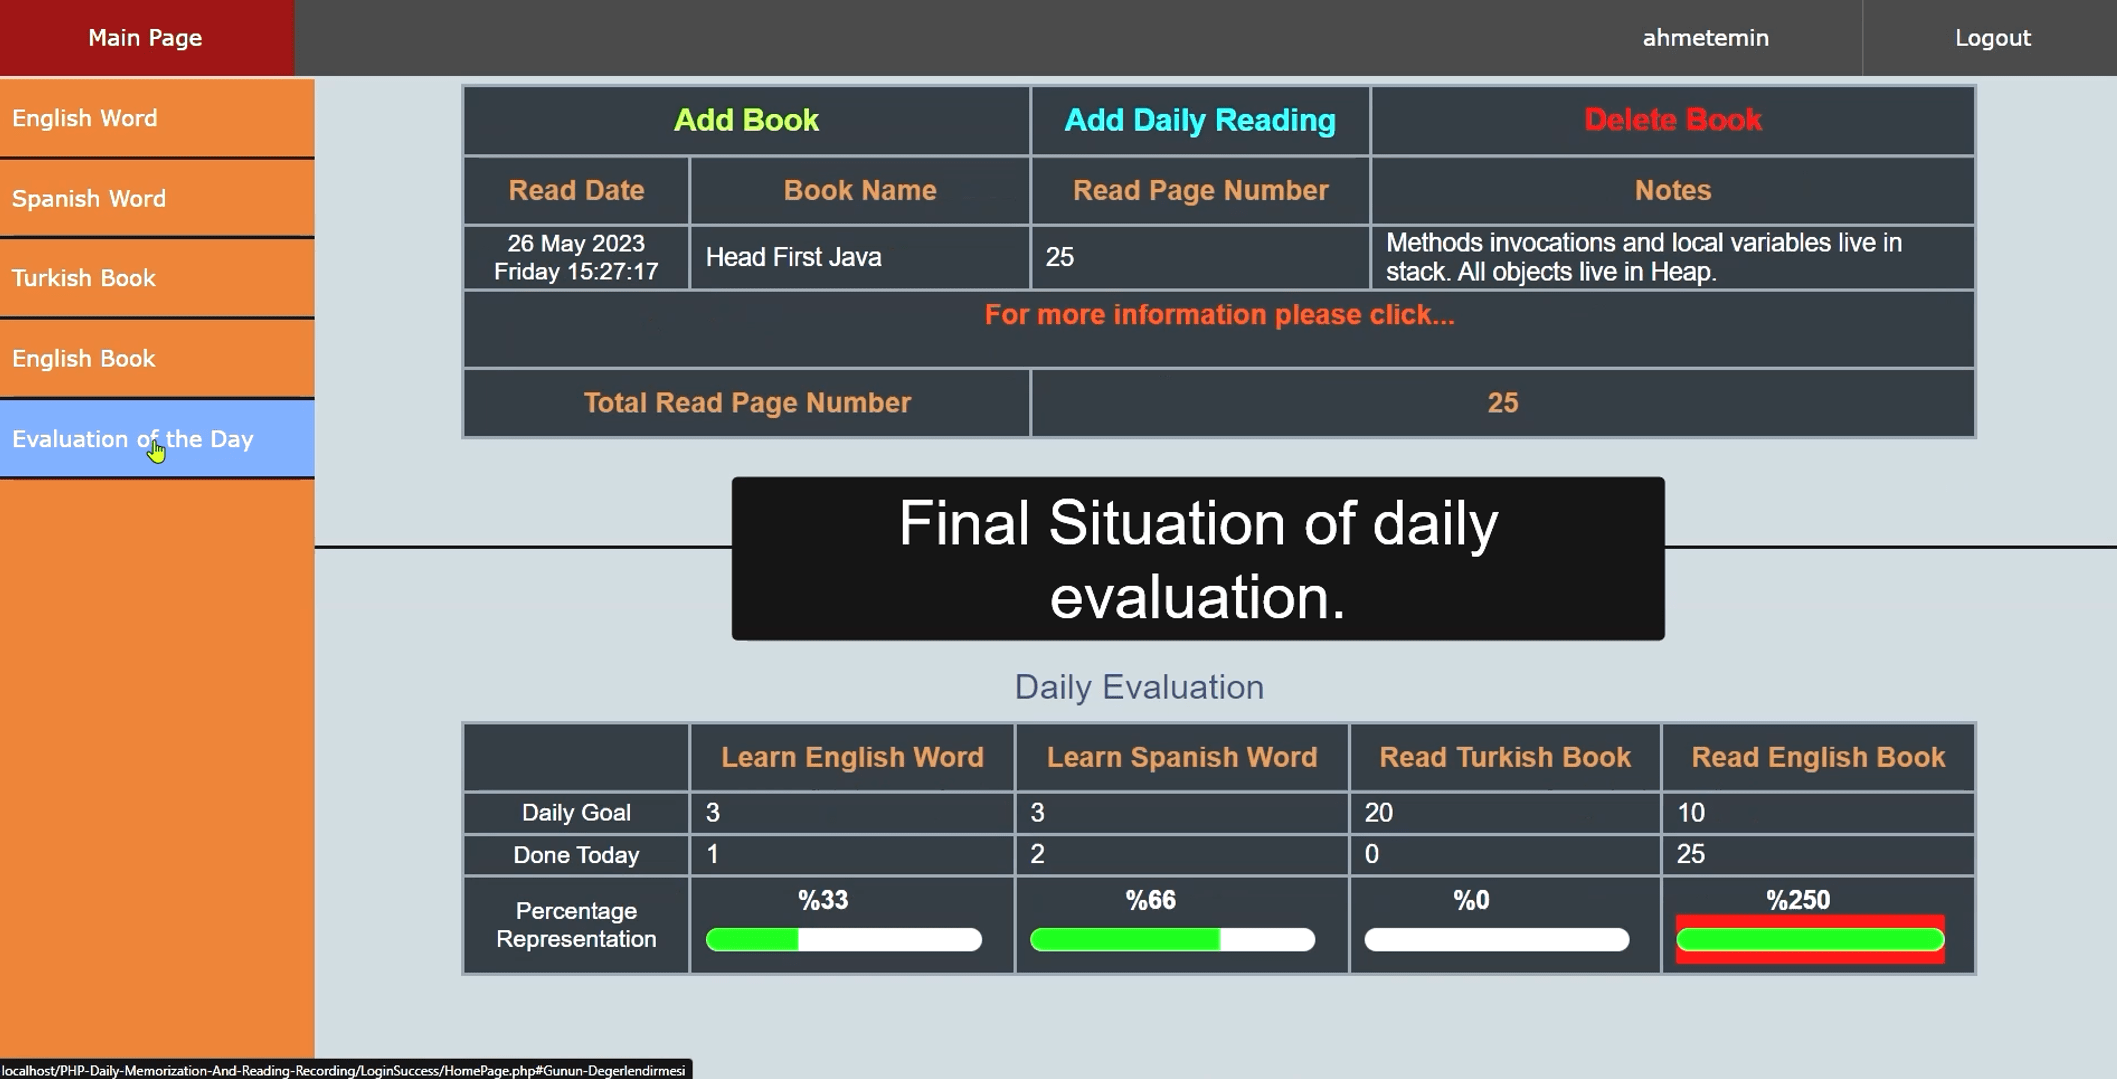 Main Page
ahmetemin
Logout
English Word
Spanish Word
Turkish Book
English Book
Evaluation of the Day
Add Book
Add Daily Reading
Delete Book
Read Date
Book Name
Read Page Number
Notes
26 May 2023
Friday 15:27:17
Head First Java
25
Methods invocations and local variables live in
stack. All objects live in Heap.
For more information please click...
Total Read Page Number
25
Final Situation of daily
evaluation.
Daily Evaluation
Learn English Word
Learn Spanish Word
Read Turkish Book
Read English Book
Daily Goal
3
3
20
10
Done Today
1
2
0
25
Percentage
Representation
%33
%66
%0
%250
localhost/PHP-Daily-Memorization-And-Reading-Recording/LoginSuccess/HomePage.php#Gunun-Degerlendirmesi